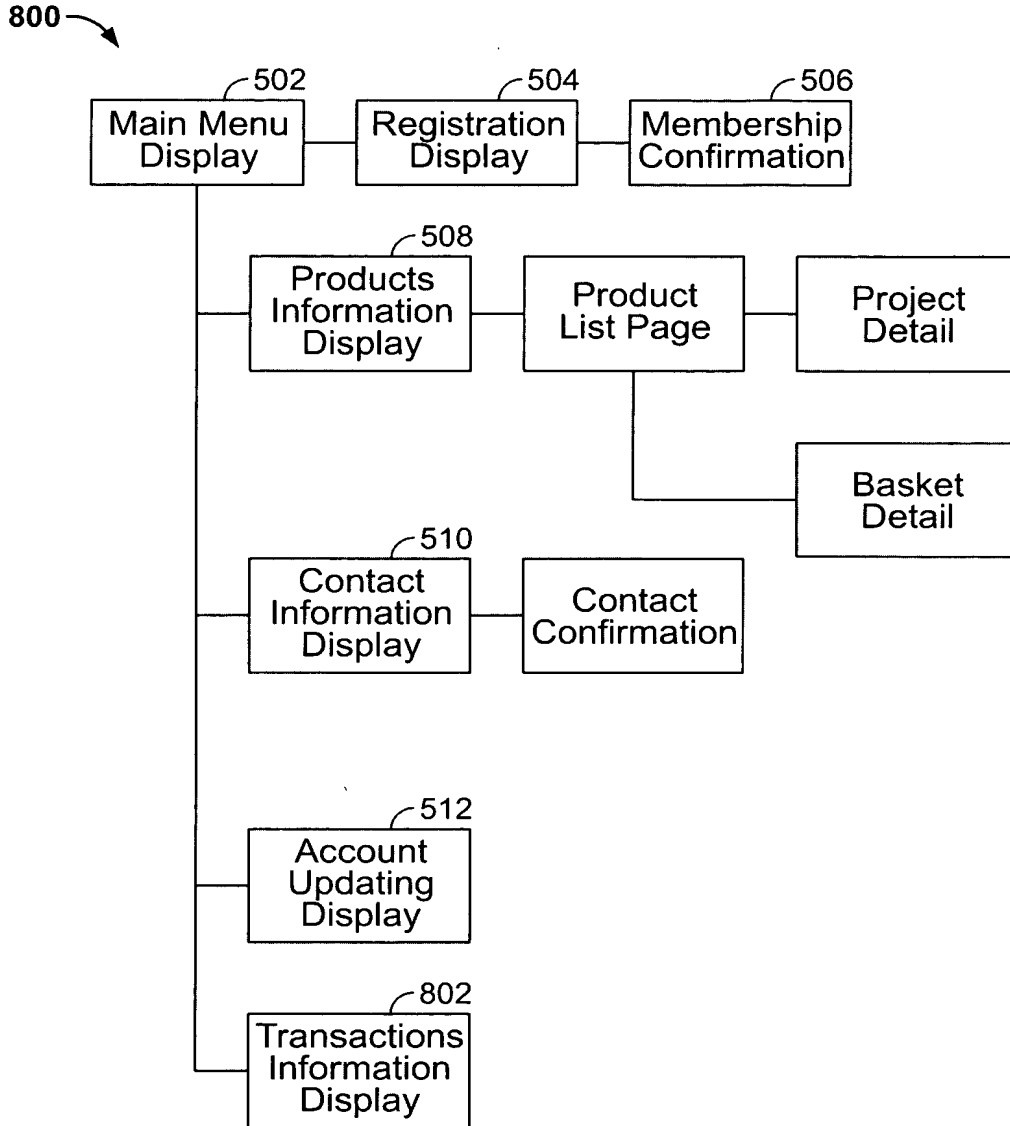 800
502
504
506
Main Menu
Display
Registration
Display
Membership
Confirmation
508
Products
Information
Display
Product
List Page
Project
Detail
Basket
Detail
510
Contact
Information
Display
Contact
Confirmation
512
Account
Updating
Display
802
Transactions
Information
Display